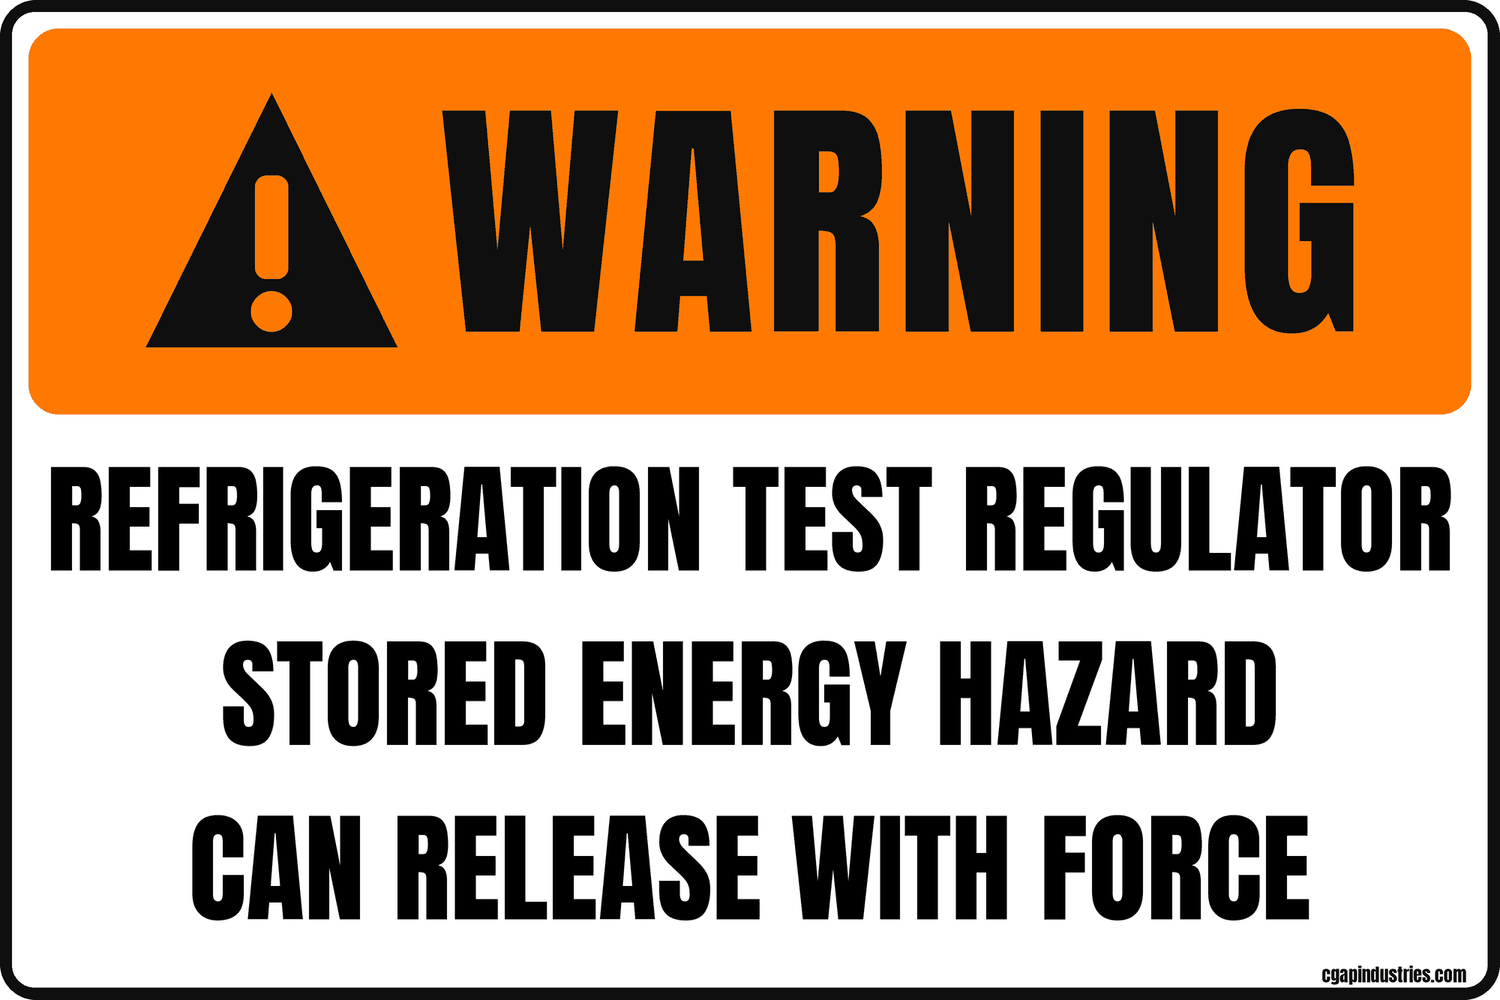 WARNING
REFRIGERATION TEST REGULATOR
STORED ENERGY HAZARD
CAN RELEASE WITH FORCE
cgapindustries.com